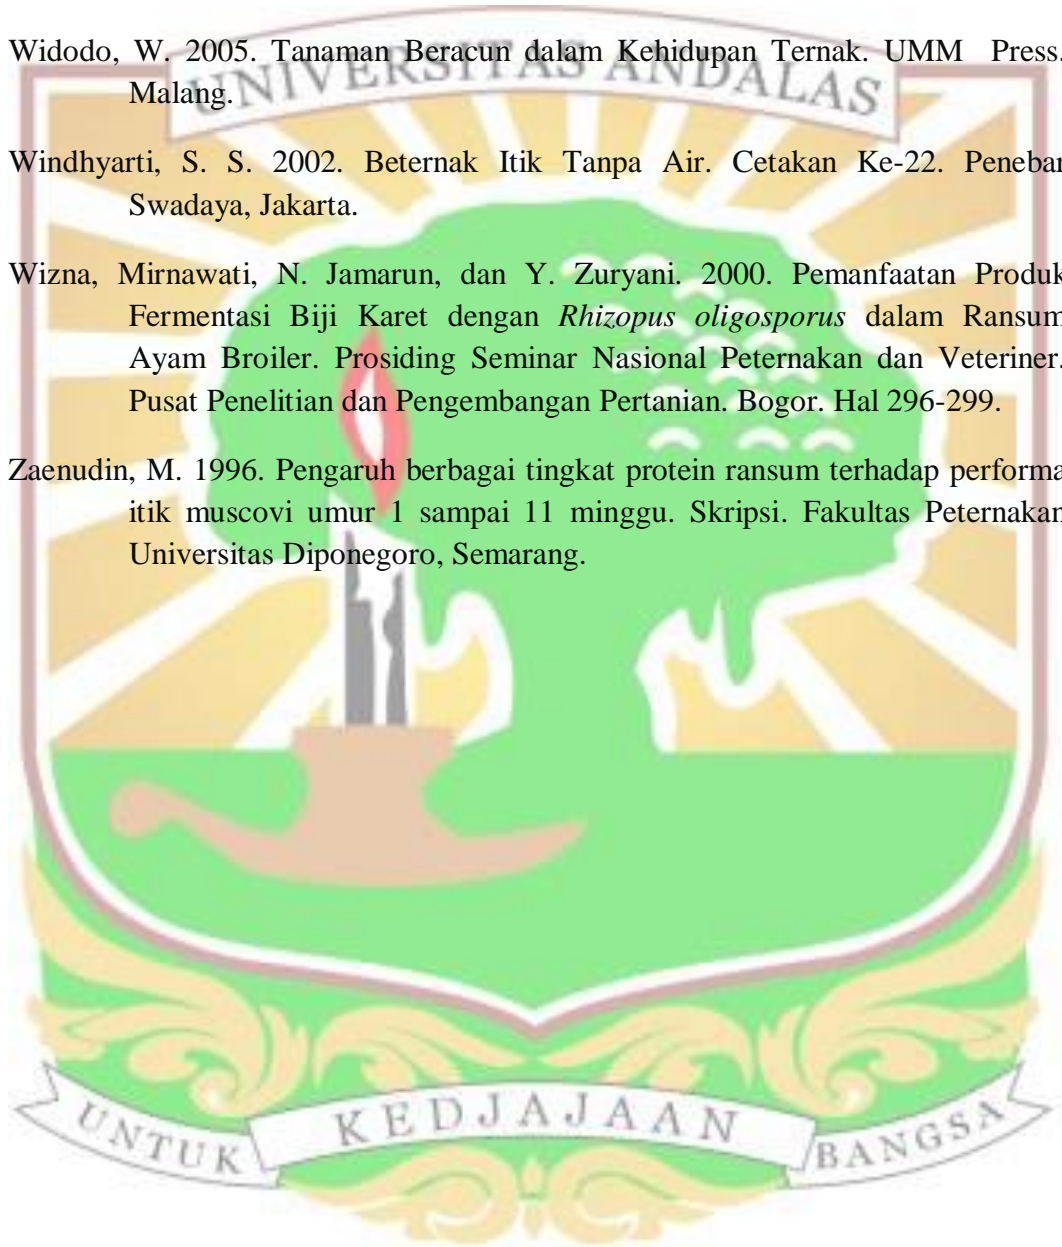 Widodo, W. 2005. Tanaman Beracun dalam Kehidupan Ternak. UMM Press.
Malang.
UNIVERSITAS ANDALAS
Windhyarti, S. S. 2002. Beternak Itik Tanpa Air. Cetakan Ke-22. Penebar
Swadaya, Jakarta.
Wizna, Mirnawati, N. Jamarun, dan Y. Zuryani. 2000. Pemanfaatan Produk
Fermentasi Biji Karet dengan Rhizopus oligosporus dalam Ransum
Ayam Broiler. Prosiding Seminar Nasional Peternakan dan Veteriner.
Pusat Penelitian dan Pengembangan Pertanian. Bogor. Hal 296-299.
Zaenudin, M. 1996. Pengaruh berbagai tingkat protein ransum terhadap performa
itik muscovi umur 1 sampai 11 minggu. Skripsi. Fakultas Peternakan
Universitas Diponegoro, Semarang.
UNTUK KEDJAJAAN BANGSA